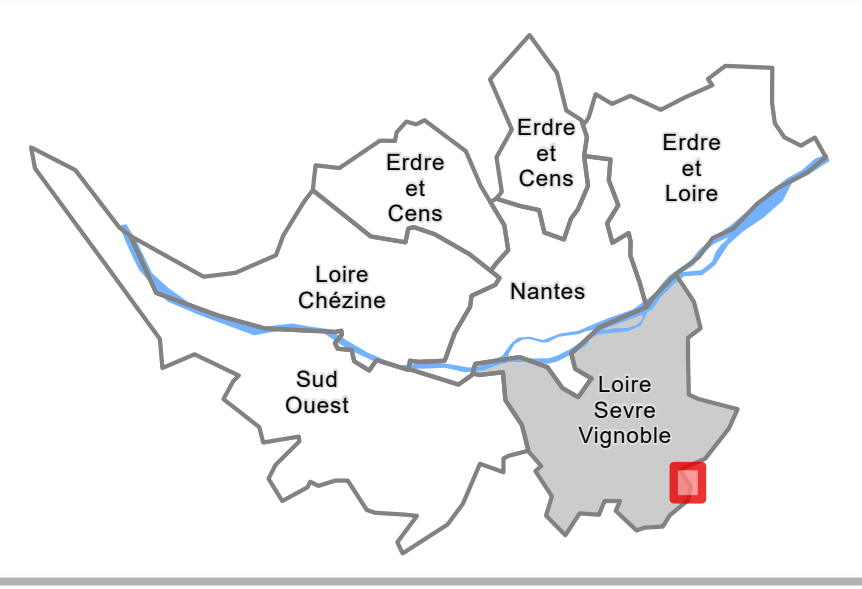 Erdre
et
Cens
Erdre
et
Cens
Erdre
et
Loire
Loire
Chézine
Nantes
Sud
Ouest
Loire
Sevre
Vignoble